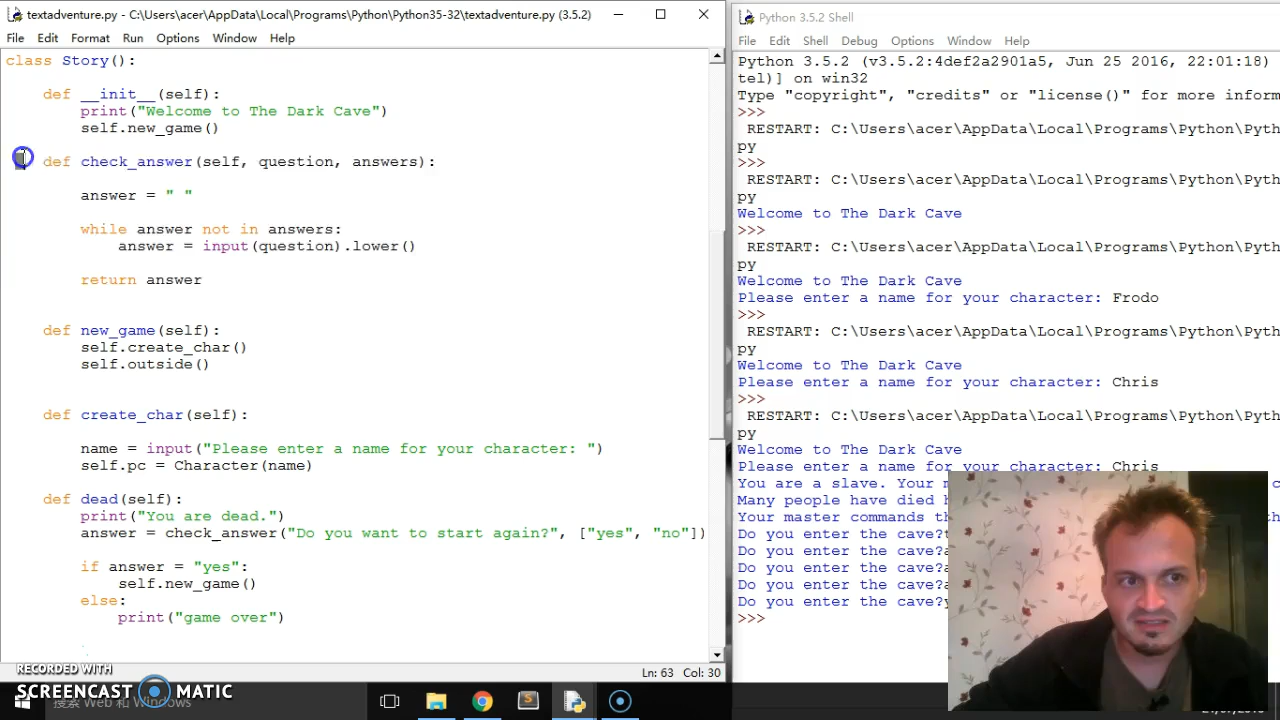 textadventure.py - C:\Users\acer\AppData\Local\Programs\Python\Python35-32\textadventure.py (3.5.2)
File Edit Format Run Options Window Help
class Story():
def __init__(self):
print("Welcome to The Dark Cave")
self.new_game()
def check_answer(self, question, answers):
answer = " "
while answer not in answers:
answer = input(question).lower()
return answer
def new_game(self):
self.create_char()
self.outside()
def create_char(self):
name = input("Please enter a name for your character: ")
self.pc = Character(name)
def dead(self):
print("You are dead.")
answer = check_answer("Do you want to start again?", ["yes", "no"])
if answer = "yes":
self.new_game()
else:
print("game over")
Ln: 63 Col: 30
Python 3.5.2 Shell
File Edit Shell Debug Options Window Help
Python 3.5.2 (v3.5.2:4def2a2901a5, Jun 25 2016, 22:01:18)
tel)] on win32
Type "copyright", "credits" or "license()" for more inform
>>>
RESTART: C:\Users\acer\AppData\Local\Programs\Python\Pyth
py
>>>
RESTART: C:\Users\acer\AppData\Local\Programs\Python\Pyth
py
Welcome to The Dark Cave
>>>
RESTART: C:\Users\acer\AppData\Local\Programs\Python\Pyth
py
Welcome to The Dark Cave
Please enter a name for your character: Frodo
>>>
RESTART: C:\Users\acer\AppData\Local\Programs\Python\Pyth
py
Welcome to The Dark Cave
Please enter a name for your character: Chris
>>>
RESTART: C:\Users\acer\AppData\Local\Programs\Python\Pyth
py
Welcome to The Dark Cave
Please enter a name for your character: Chris
You are a slave. Your
Many people have died
Your master commands
Do you enter the cave?
Do you enter the cave?
Do you enter the cave?
Do you enter the cave?
Do you enter the cave?
>>>
RECORDED WITH
SCREENCAST MATIC
搜索 Web 和 Windows